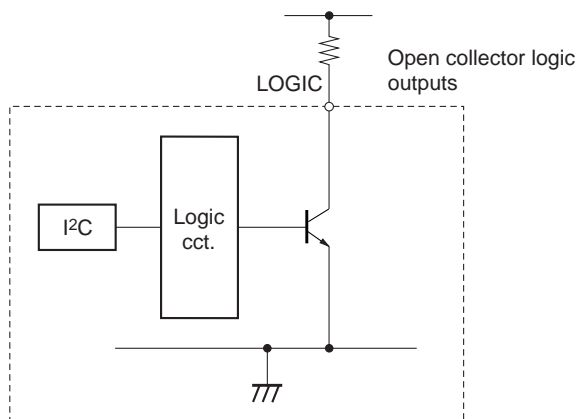 Open collector logic
outputs
LOGIC
I²C
Logic
cct.